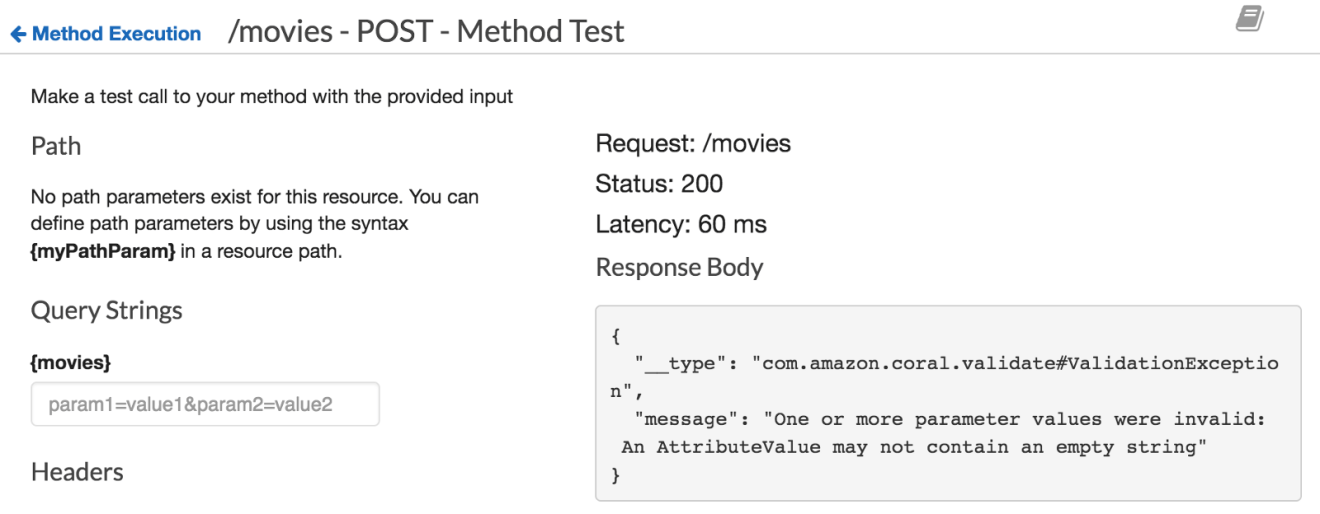 Method Execution /movies - POST - Method Test
Make a test call to your method with the provided input
Path
No path parameters exist for this resource. You can
define path parameters by using the syntax
{myPathParam} in a resource path.
Query Strings
{movies}
param1=value1&param2=value2
Headers
Request: /movies
Status: 200
Latency: 60 ms
Response Body
{
"__type": "com.amazon.coral.validate#ValidationExceptio
n",
"message": "One or more parameter values were invalid:
An AttributeValue may not contain an empty string"
}